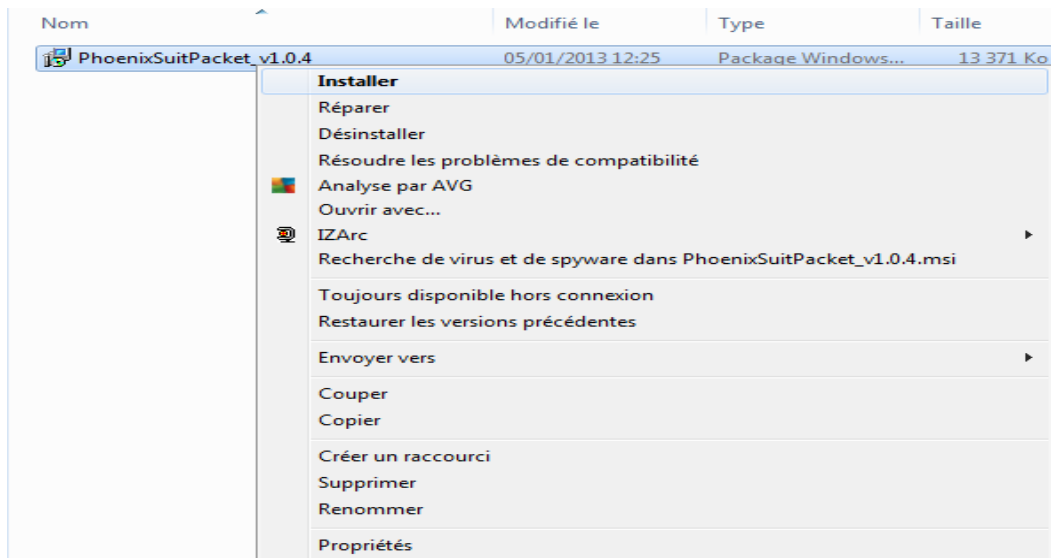 Nom Modifié le Type Taille
PhoenixSuitPacket_v1.0.4 05/01/2013 12:25 Package Windows... 13 371 Ko
Installer
Réparer
Désinstaller
Résoudre les problèmes de compatibilité
Analyse par AVG
Ouvrir avec...
IZArc
Recherche de virus et de spyware dans PhoenixSuitPacket_v1.0.4.msi
Toujours disponible hors connexion
Restaurer les versions précédentes
Envoyer vers
Couper
Copier
Créer un raccourci
Supprimer
Renommer
Propriétés